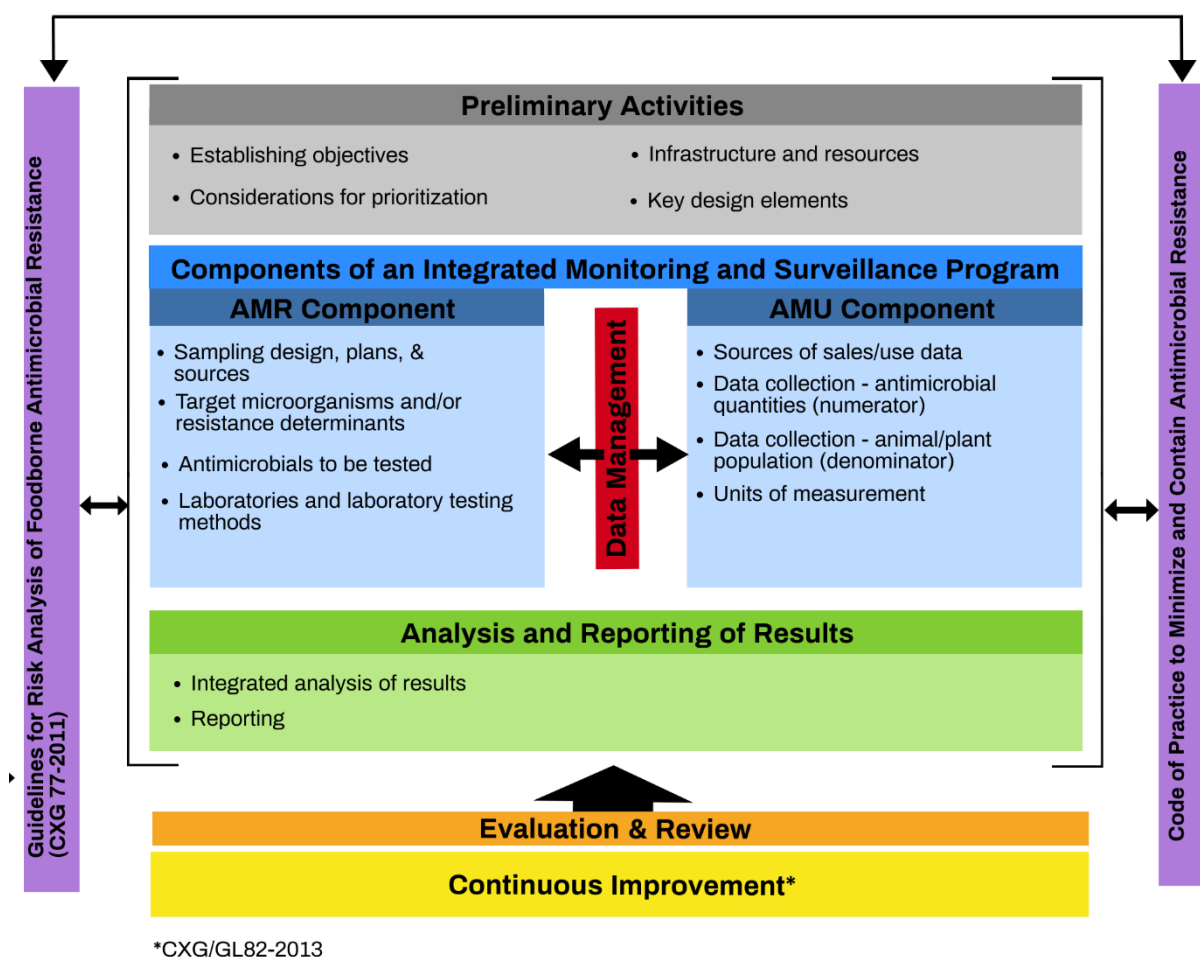 Guidelines for Risk Analysis of Foodborne Antimicrobial Resistance
(CXG 77-2011)
Preliminary Activities
• Establishing objectives
• Considerations for prioritization
• Infrastructure and resources
• Key design elements
Components of an Integrated Monitoring and Surveillance Program
AMR Component
• Sampling design, plans, &
sources
• Target microorganisms and/or
resistance determinants
• Antimicrobials to be tested
• Laboratories and laboratory testing
methods
Data Management
AMU Component
• Sources of sales/use data
• Data collection - antimicrobial
quantities (numerator)
• Data collection - animal/plant
population (denominator)
• Units of measurement
Analysis and Reporting of Results
• Integrated analysis of results
• Reporting
Evaluation & Review
Continuous Improvement*
*CXG/GL82-2013
Code of Practice to Minimize and Contain Antimicrobial Resistance